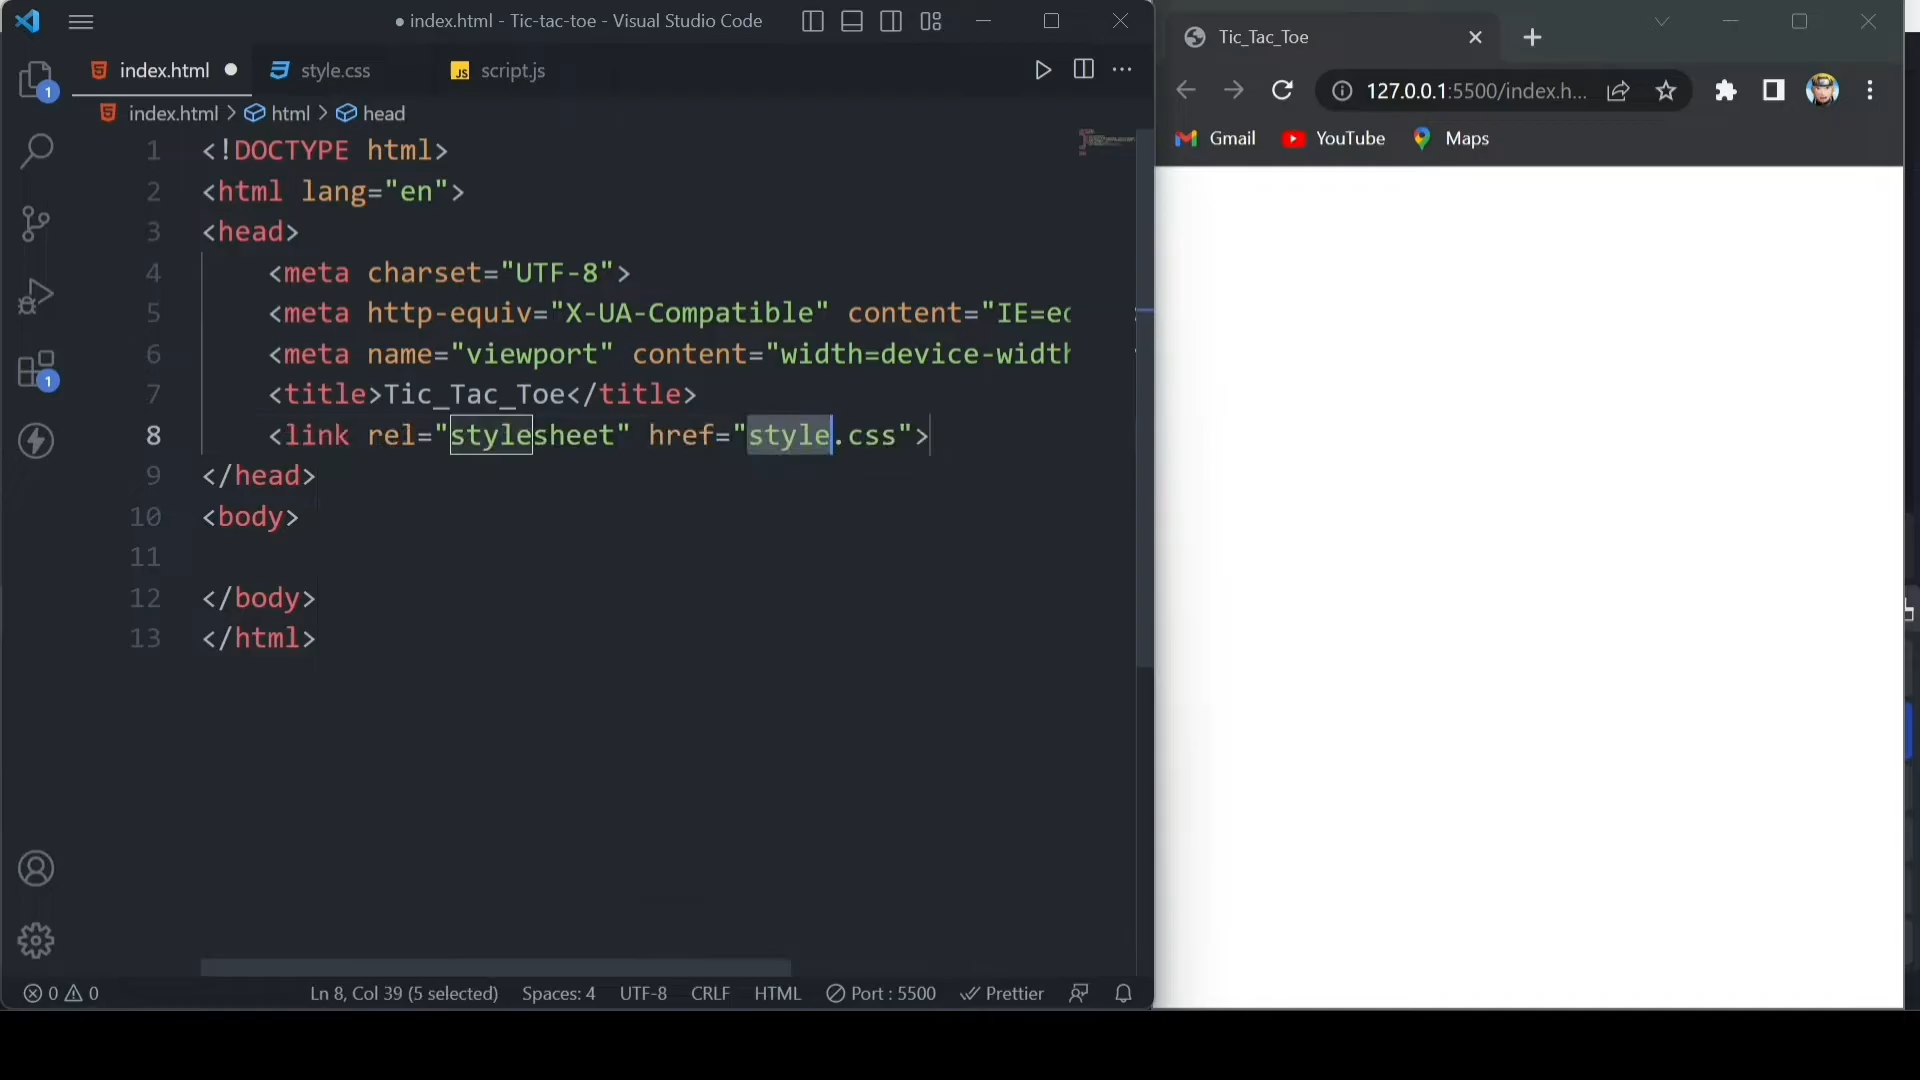 ● index.html - Tic-tac-toe - Visual Studio Code
index.html ● style.css JS script.js
index.html > html > head
1 <!DOCTYPE html>
2 <html lang="en">
3 <head>
4 <meta charset="UTF-8">
5 <meta http-equiv="X-UA-Compatible" content="IE=ec
6 <meta name="viewport" content="width=device-width
7 <title>Tic_Tac_Toe</title>
8 <link rel="stylesheet" href="style.css">
9 </head>
10 <body>
11
12 </body>
13 </html>
1
1
0 0 Ln 8, Col 39 (5 selected) Spaces: 4 UTF-8 CRLF HTML Port : 5500 Prettier
Tic_Tac_Toe
127.0.0.1:5500/index.h...
Gmail YouTube Maps